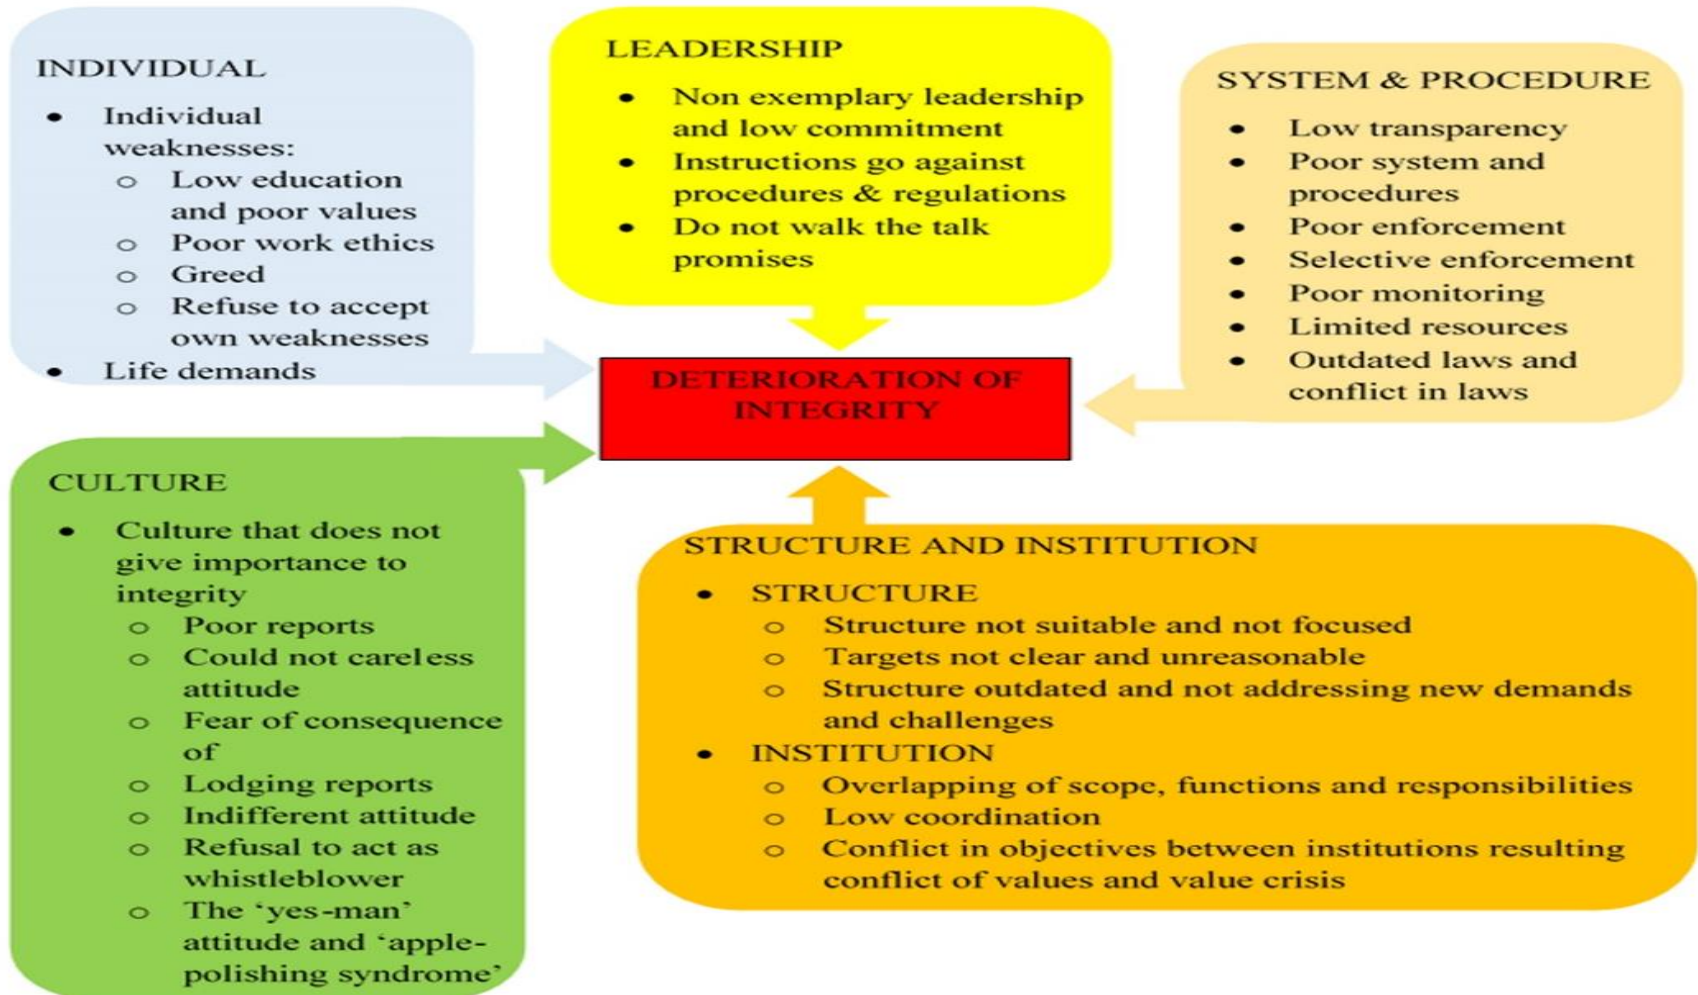 INDIVIDUAL
• Individual
weaknesses:
o Low education
and poor values
o Poor work ethics
o Greed
o Refuse to accept
own weaknesses
• Life demands
LEADERSHIP
• Non exemplary leadership
and low commitment
• Instructions go against
procedures & regulations
• Do not walk the talk
promises
SYSTEM & PROCEDURE
• Low transparency
• Poor system and
procedures
• Poor enforcement
• Selective enforcement
• Poor monitoring
• Limited resources
• Outdated laws and
conflict in laws
DETERIORATION OF
INTEGRITY
CULTURE
• Culture that does not
give importance to
integrity
o Poor reports
o Could not careless
attitude
o Fear of consequence
of
o Lodging reports
o Indifferent attitude
o Refusal to act as
whistleblower
o The ‘yes-man’
attitude and ‘apple-
polishing syndrome’
STRUCTURE AND INSTITUTION
• STRUCTURE
o Structure not suitable and not focused
o Targets not clear and unreasonable
o Structure outdated and not addressing new demands
and challenges
• INSTITUTION
o Overlapping of scope, functions and responsibilities
o Low coordination
o Conflict in objectives between institutions resulting
conflict of values and value crisis